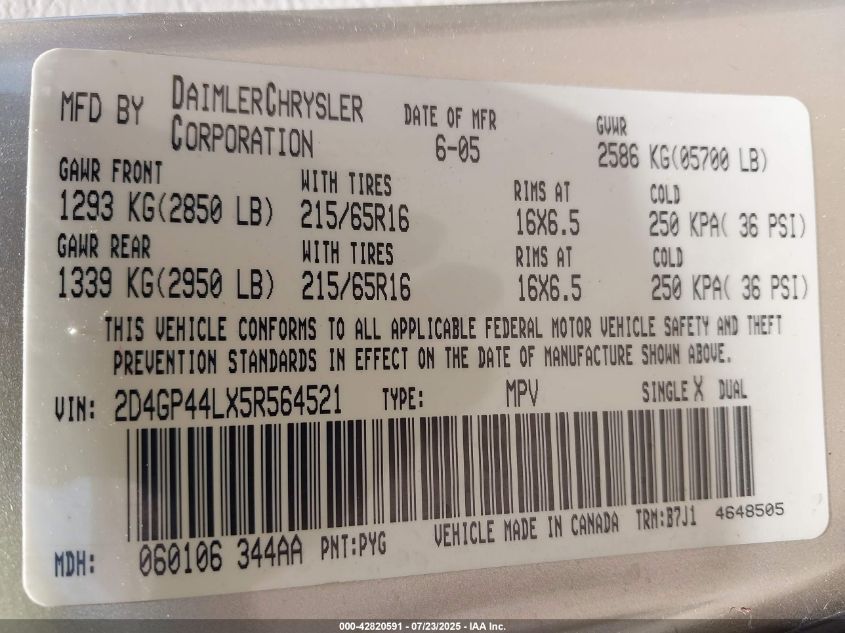 MFD BY DAIMLERCHRYSLER CORPORATION
DATE OF MFR 6-05
GVWR 2586 KG(05700 LB)
GAWR FRONT WITH TIRES RIMS AT COLD
1293 KG(2850 LB) 215/65R16 16X6.5 250 KPA( 36 PSI)
GAWR REAR WITH TIRES RIMS AT COLD
1339 KG(2950 LB) 215/65R16 16X6.5 250 KPA( 36 PSI)
THIS VEHICLE CONFORMS TO ALL APPLICABLE FEDERAL MOTOR VEHICLE SAFETY AND THEFT
PREVENTION STANDARDS IN EFFECT ON THE DATE OF MANUFACTURE SHOWN ABOVE.
VIN: 2D4GP44LX5R564521 TYPE: MPV SINGLE X DUAL
MDH: 060106 344AA PNT:PYG VEHICLE MADE IN CANADA TRM:B7J1 4648505
000-42820591 - 07/23/2025 - IAA Inc.